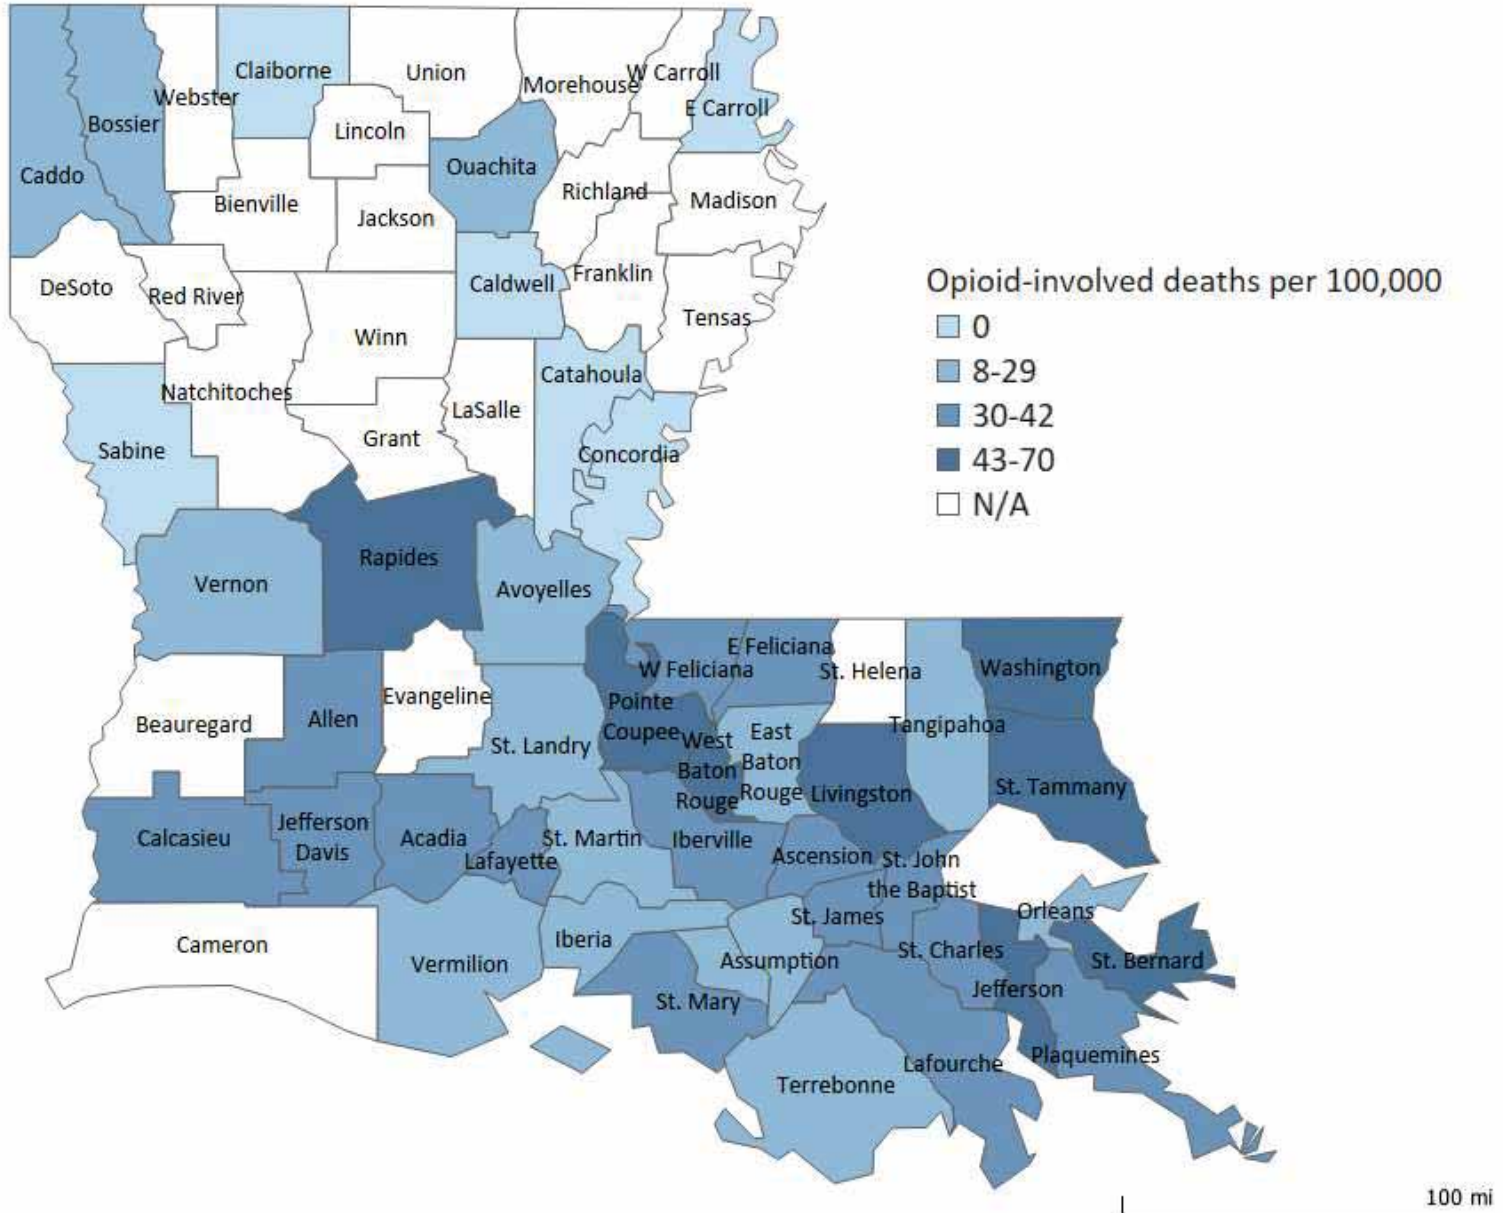 Claiborne
Union
W Carroll
Morehouse
Webster
E Carroll
Bossier
Lincoln
Ouachita
Caddo
Richland
Madison
Bienville
Jackson
Franklin
Caldwell
DeSoto
Red River
Opioid-involved deaths per 100,000
0
8-29
30-42
43-70
N/A
Tensas
Winn
Catahoula
Natchitoches
LaSalle
Grant
Sabine
Concordia
Rapides
Vernon
Avoyelles
E Feliciana
W Feliciana
St. Helena
Washington
Evangeline
Pointe
Coupee
Allen
Beauregard
Tangipahoa
St. Landry
West
Baton
Rouge
East
Baton
Rouge
Livingston
St. Tammany
Jefferson
Davis
Calcasieu
Acadia
St. Martin
Iberville
Lafayette
Ascension
St. John
the Baptist
Orleans
St. James
Cameron
Iberia
St. Charles
Vermilion
Assumption
St. Bernard
Jefferson
St. Mary
Plaquemines
Lafourche
Terrebonne
100 mi